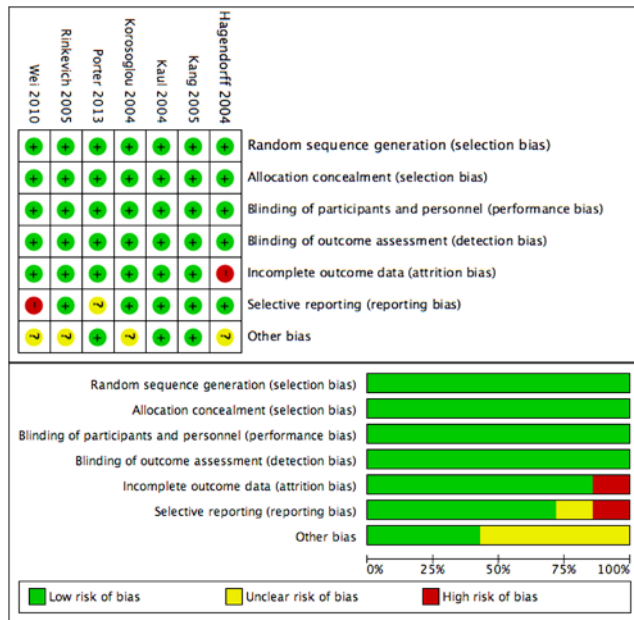 Wei 2010
Rinkevich 2005
Porter 2013
Korosoglou 2004
Kaul 2004
Kang 2005
Hagendorff 2004
+ + + + + + + Random sequence generation (selection bias)
+ + + + + + + Allocation concealment (selection bias)
+ + + + + + + Blinding of participants and personnel (performance bias)
+ + + + + + + Blinding of outcome assessment (detection bias)
+ + + + + + - Incomplete outcome data (attrition bias)
- + ? + + + + Selective reporting (reporting bias)
? ? + ? + + ? Other bias
Random sequence generation (selection bias)
Allocation concealment (selection bias)
Blinding of participants and personnel (performance bias)
Blinding of outcome assessment (detection bias)
Incomplete outcome data (attrition bias)
Selective reporting (reporting bias)
Other bias
0% 25% 50% 75% 100%
Low risk of bias Unclear risk of bias High risk of bias